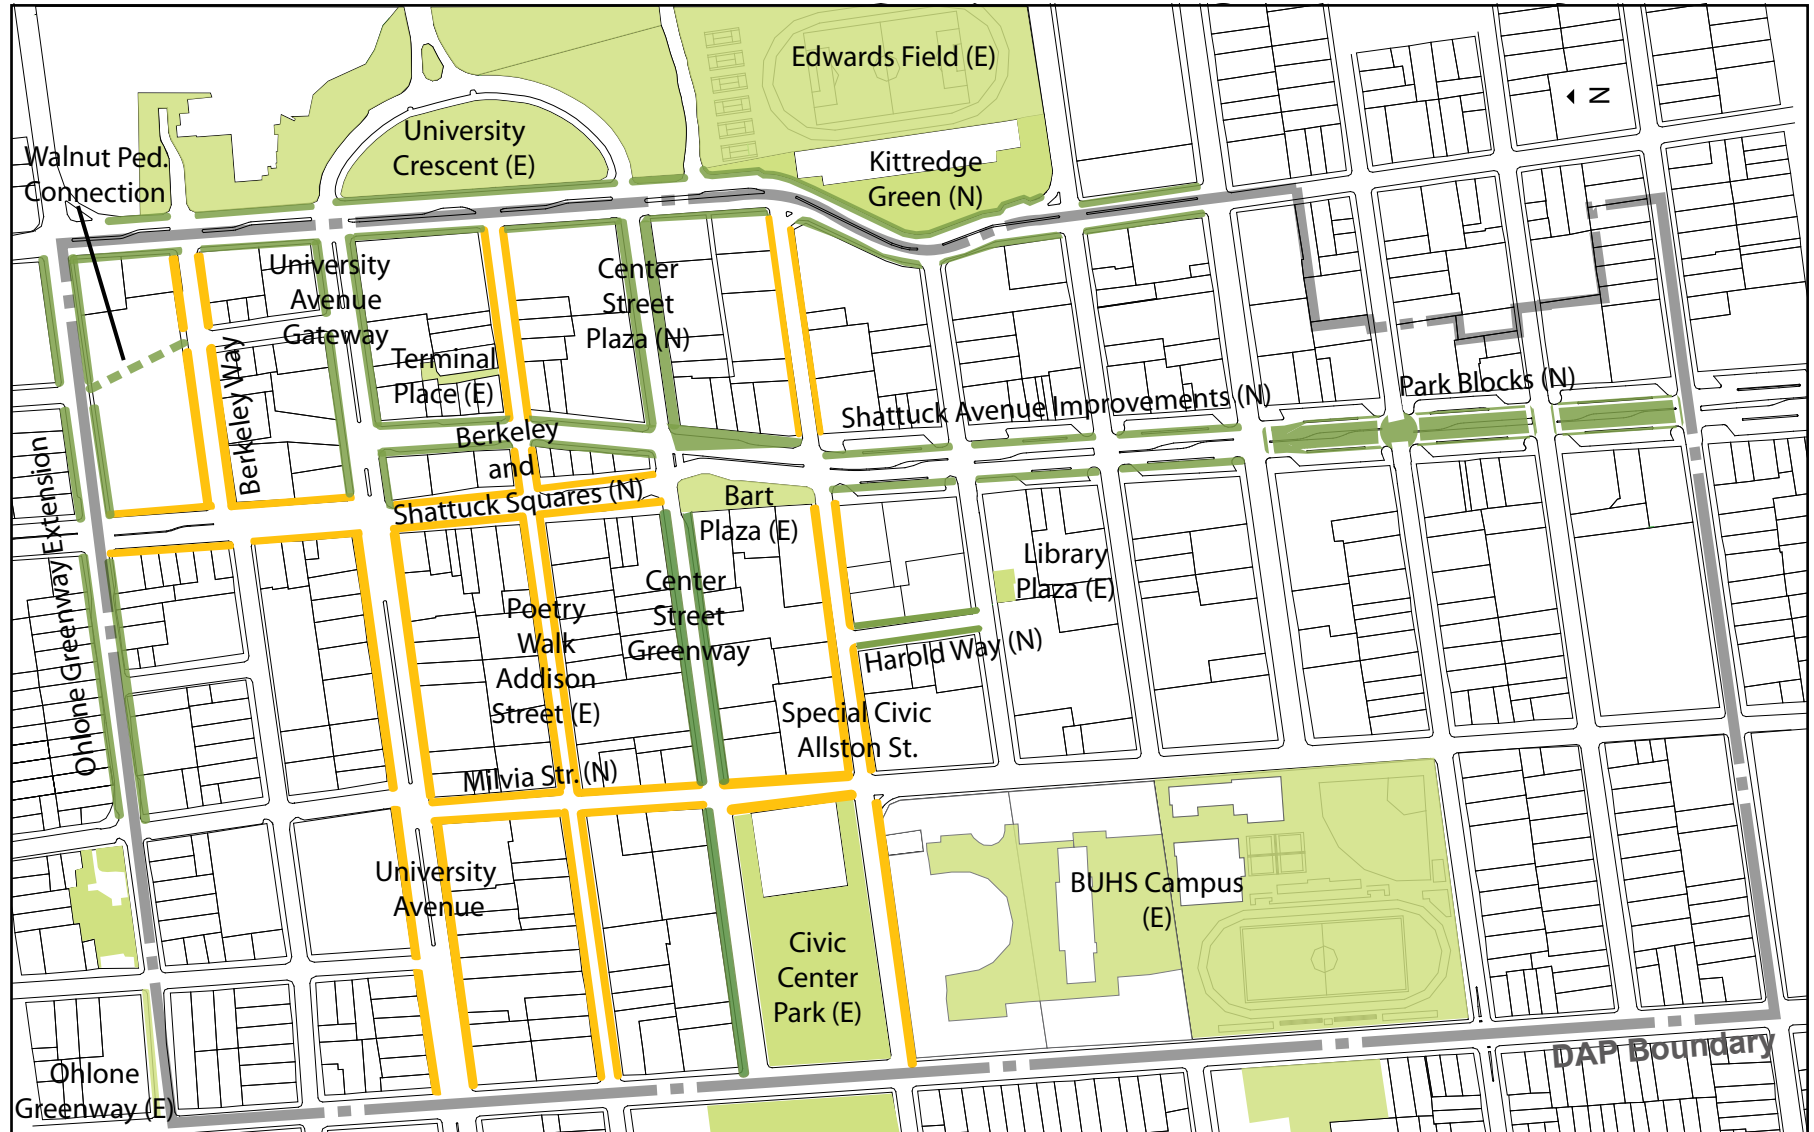 Edwards Field (E)
N
University
Crescent (E)
Walnut Ped.
Connection
Kittredge
Green (N)
University
Avenue
Gateway
Center
Street
Plaza (N)
Terminal
Place (E)
Berkeley Way
Park Blocks (N)
Shattuck Avenue Improvements (N)
Berkeley
and
Shattuck Squares (N)
Bart
Plaza (E)
Ohlone Greenway Extension
Library
Plaza (E)
Center
Street
Greenway
Poetry
Walk
Addison
Street (E)
Harold Way (N)
Special Civic
Allston St.
Milvia Str. (N)
University
Avenue
BUHS Campus
(E)
Civic
Center
Park (E)
DAP Boundary
Ohlone
Greenway (E)